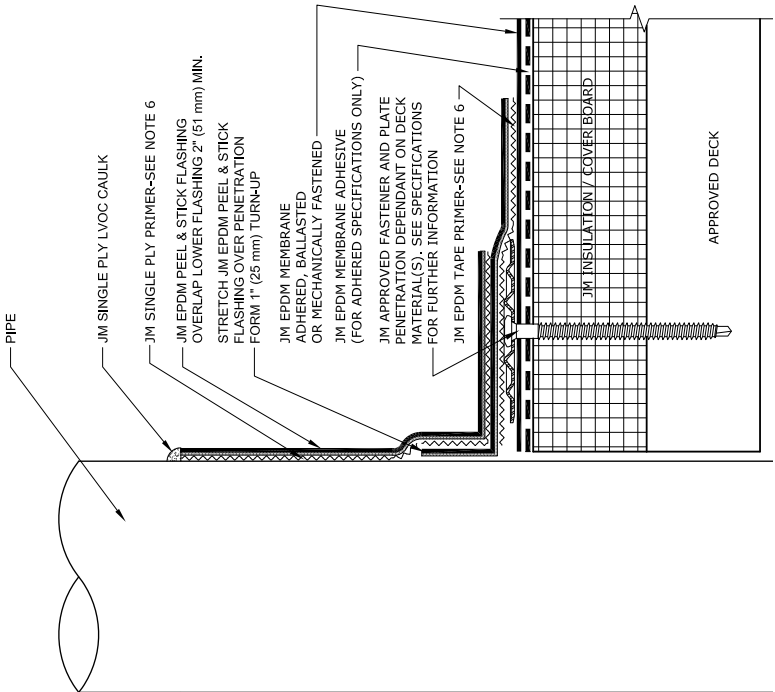 PIPE
JM SINGLE PLY LVOC CAULK
JM SINGLE PLY PRIMER-SEE NOTE 6
JM EPDM PEEL & STICK FLASHING
OVERLAP LOWER FLASHING 2" (51 mm) MIN.
STRETCH JM EPDM PEEL & STICK
FLASHING OVER PENETRATION
FORM 1" (25 mm) TURN-UP
JM EPDM MEMBRANE
ADHERED, BALLASTED
OR MECHANICALLY FASTENED
JM EPDM MEMBRANE ADHESIVE
(FOR ADHERED SPECIFICATIONS ONLY)
JM APPROVED FASTENER AND PLATE
PENETRATION DEPENDANT ON DECK
MATERIAL(S). SEE SPECIFICATIONS
FOR FURTHER INFORMATION
JM EPDM TAPE PRIMER-SEE NOTE 6
JM INSULATION / COVER BOARD
APPROVED DECK